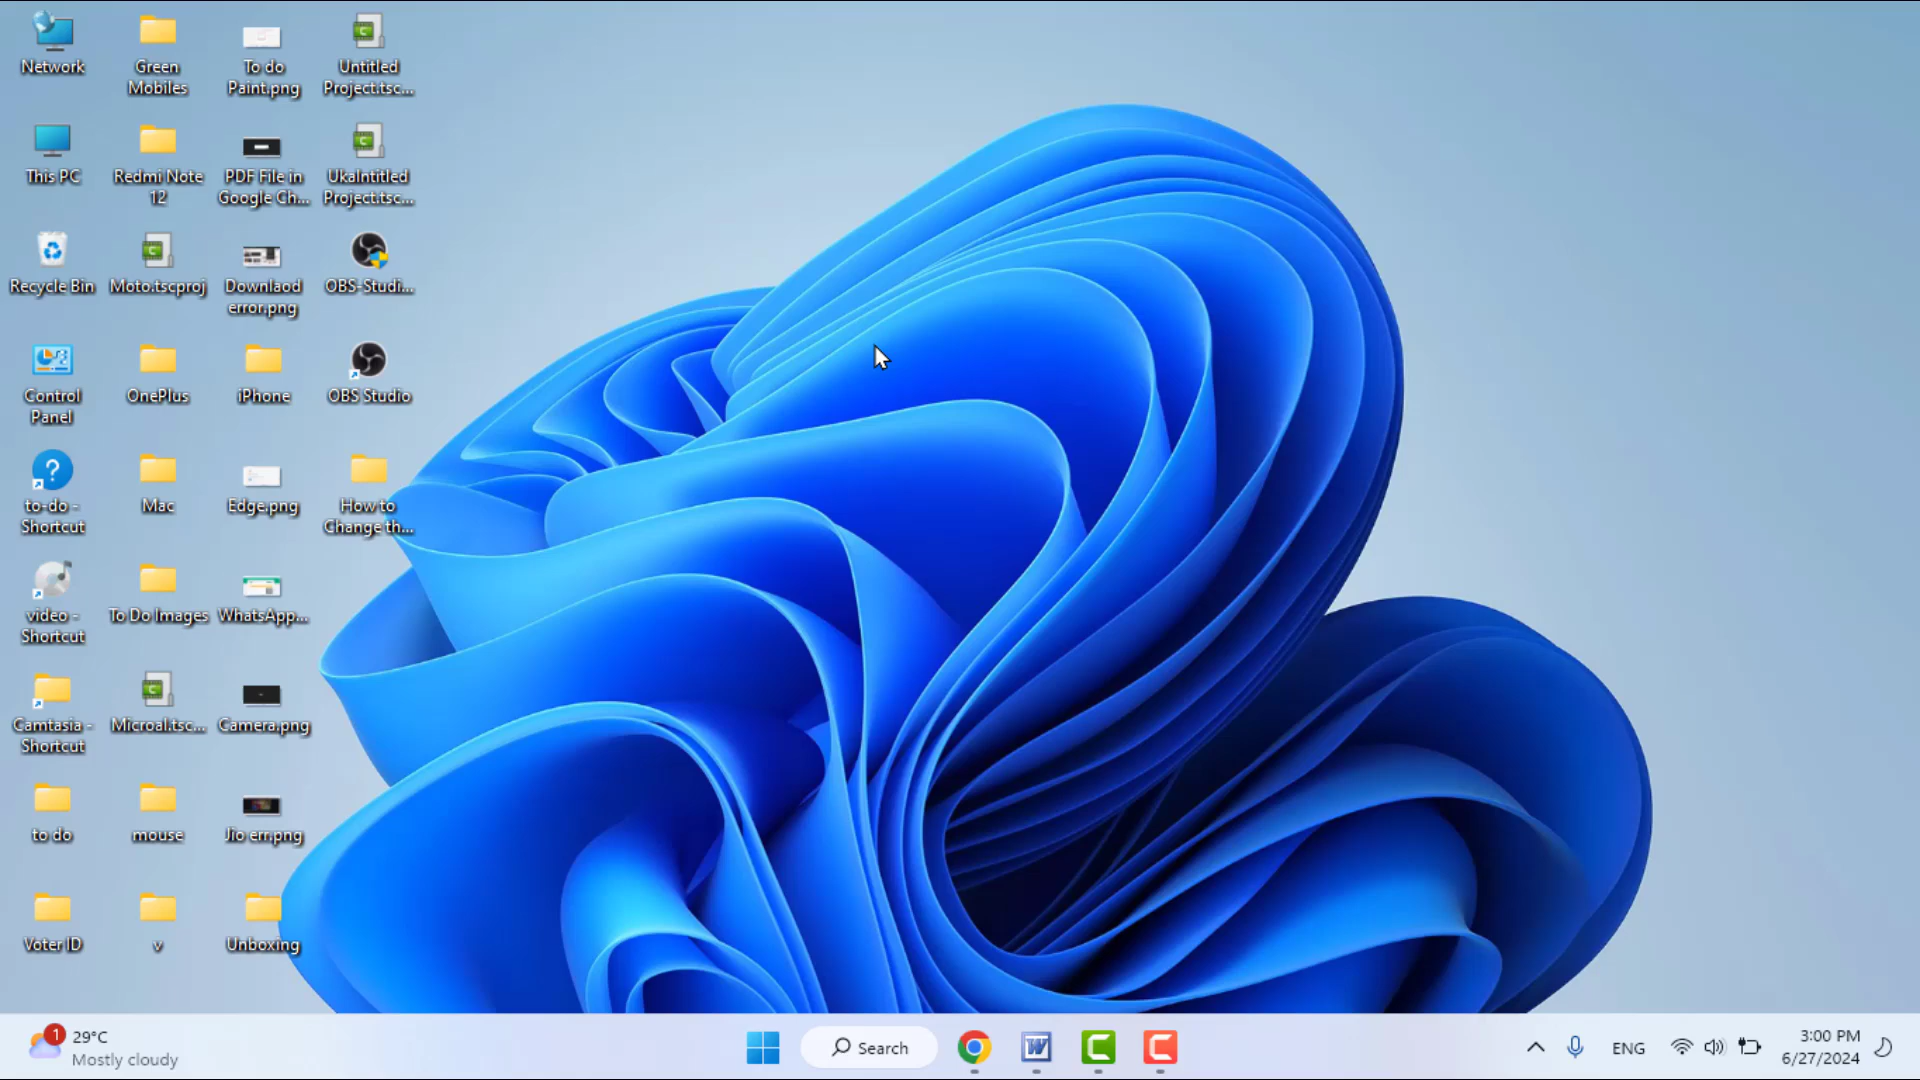 Network
Green
Mobiles
To do
Paint.png
Untitled
Project.tsc...
This PC
Redmi Note
12
PDF File in
Google Ch...
UkaIntitled
Project.tsc...
Recycle Bin
Moto.tscproj
Downlaod
error.png
OBS-Studi...
Control
Panel
OnePlus
iPhone
OBS Studio
to-do -
Shortcut
Mac
Edge.png
How to
Change th...
video -
Shortcut
To Do Images
WhatsApp...
Camtasia -
Shortcut
Microal.tsc...
Camera.png
to do
mouse
Jio err.png
Voter ID
v
Unboxing
1
29°C
Mostly cloudy
Search
W
ENG
3:00 PM
6/27/2024